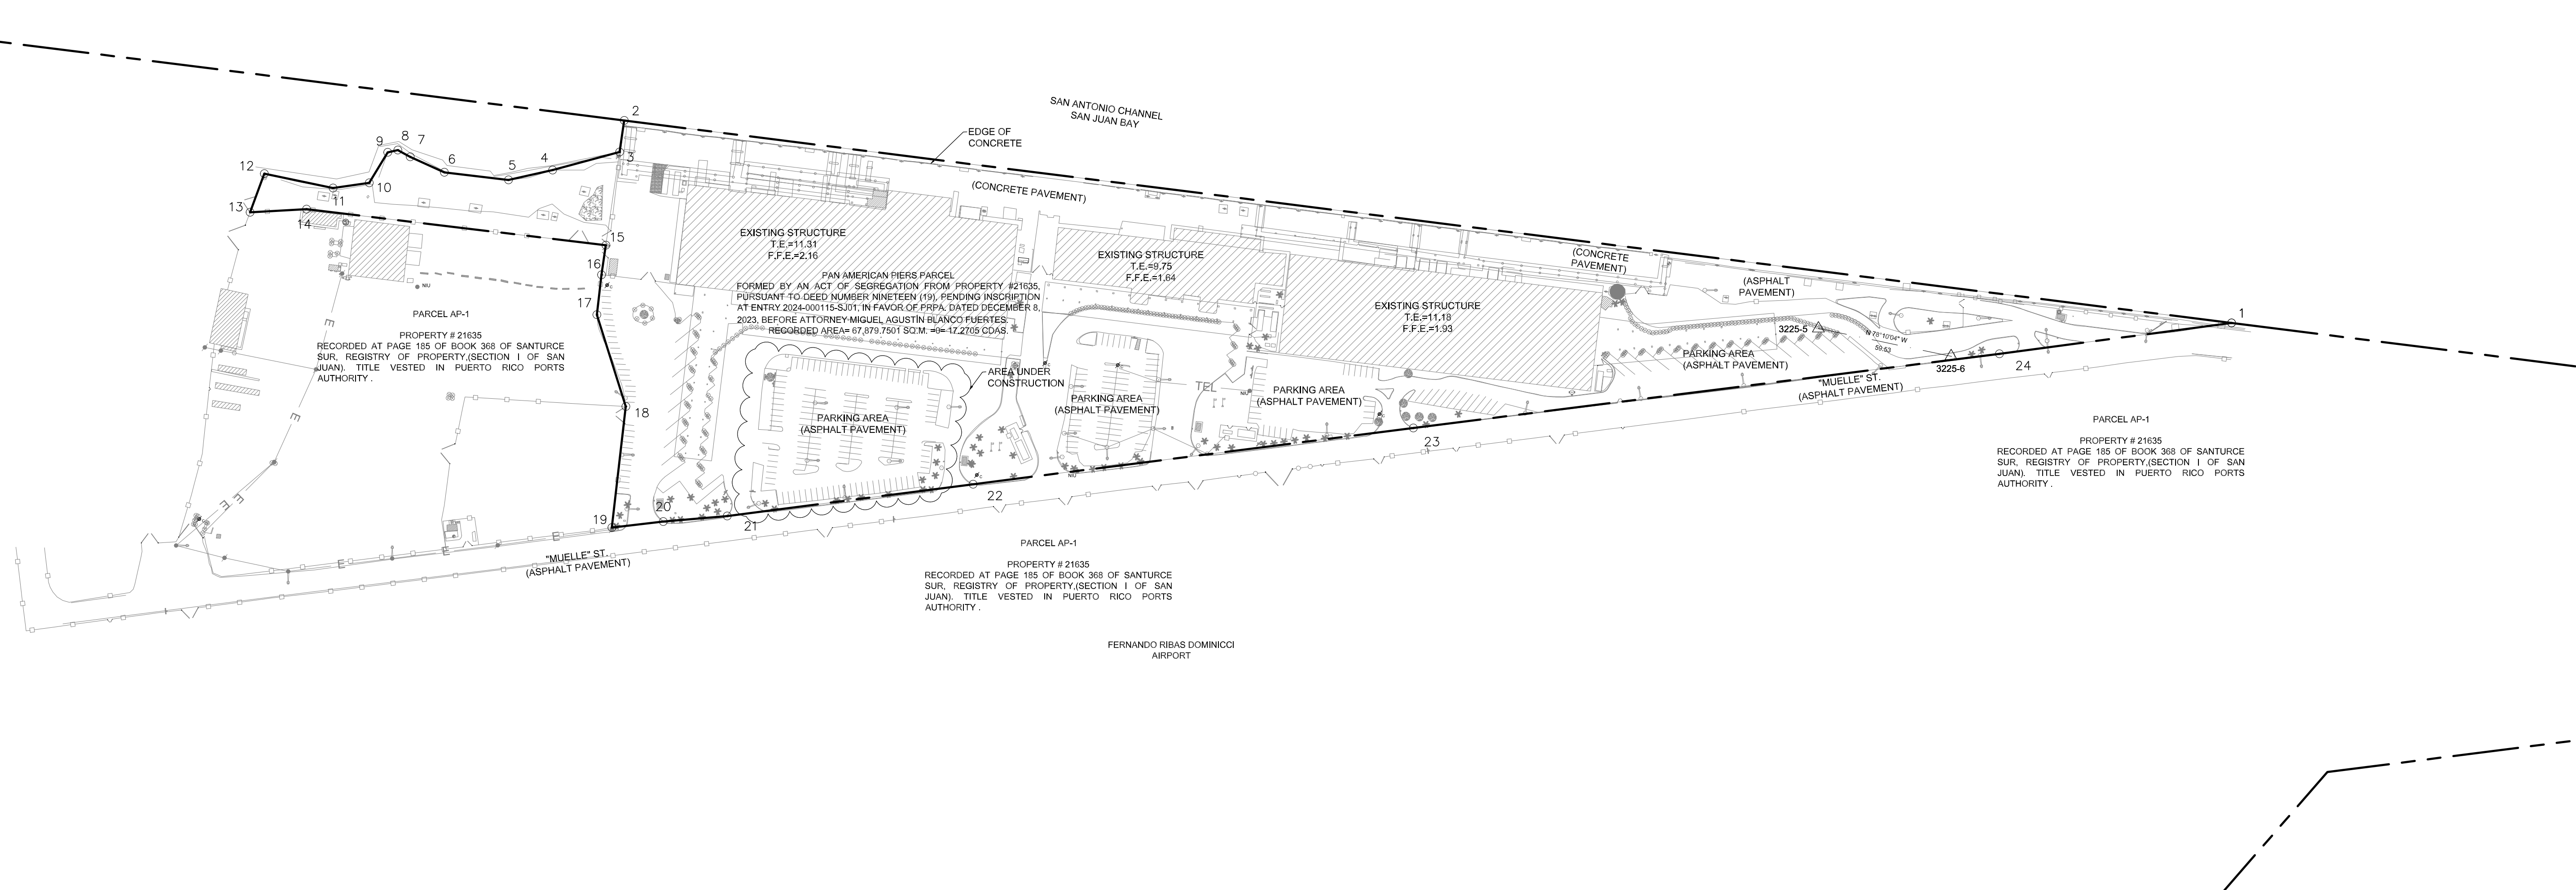 SAN ANTONIO CHANNEL
SAN JUAN BAY
2
EDGE OF
CONCRETE
9
8
7
6
5
4
3
12
10
13
11
14
15
16
17
18
19
20
21
22
23
24
1
(CONCRETE PAVEMENT)
(CONCRETE
PAVEMENT)
(ASPHALT
PAVEMENT)
EXISTING STRUCTURE
T.E.=11.31
F.F.E.=2.16
EXISTING STRUCTURE
T.E.=9.75
F.F.E.=1.64
EXISTING STRUCTURE
T.E.=11.18
F.F.E.=1.93
PAN AMERICAN PIERS PARCEL
FORMED BY AN ACT OF SEGREGATION FROM PROPERTY #21635,
PURSUANT TO DEED NUMBER NINETEEN (19), PENDING INSCRIPTION
AT ENTRY 2024-000115-SJ01, IN FAVOR OF PRPA. DATED DECEMBER 8,
2023, BEFORE ATTORNEY MIGUEL AGUSTIN BLANCO FUERTES.
RECORDED AREA= 67,879.7501 SQ.M. =0= 17.2705 CDAS.
NIU
PARCEL AP-1
PROPERTY # 21635
RECORDED AT PAGE 185 OF BOOK 368 OF SANTURCE
SUR, REGISTRY OF PROPERTY,(SECTION I OF SAN
JUAN). TITLE VESTED IN PUERTO RICO PORTS
AUTHORITY .
3225-5
N 78°10'04" W
59.53
3225-6
AREA UNDER
CONSTRUCTION
PARKING AREA
(ASPHALT PAVEMENT)
PARKING AREA
(ASPHALT PAVEMENT)
PARKING AREA
(ASPHALT PAVEMENT)
PARKING AREA
(ASPHALT PAVEMENT)
TEL
NIU
NIU
"MUELLE" ST.
(ASPHALT PAVEMENT)
PARCEL AP-1
PROPERTY # 21635
RECORDED AT PAGE 185 OF BOOK 368 OF SANTURCE
SUR, REGISTRY OF PROPERTY,(SECTION I OF SAN
JUAN). TITLE VESTED IN PUERTO RICO PORTS
AUTHORITY .
E
E
E
E
E
E
E
"MUELLE" ST.
(ASPHALT PAVEMENT)
PARCEL AP-1
PROPERTY # 21635
RECORDED AT PAGE 185 OF BOOK 368 OF SANTURCE
SUR, REGISTRY OF PROPERTY,(SECTION I OF SAN
JUAN). TITLE VESTED IN PUERTO RICO PORTS
AUTHORITY .
FERNANDO RIBAS DOMINICCI
AIRPORT